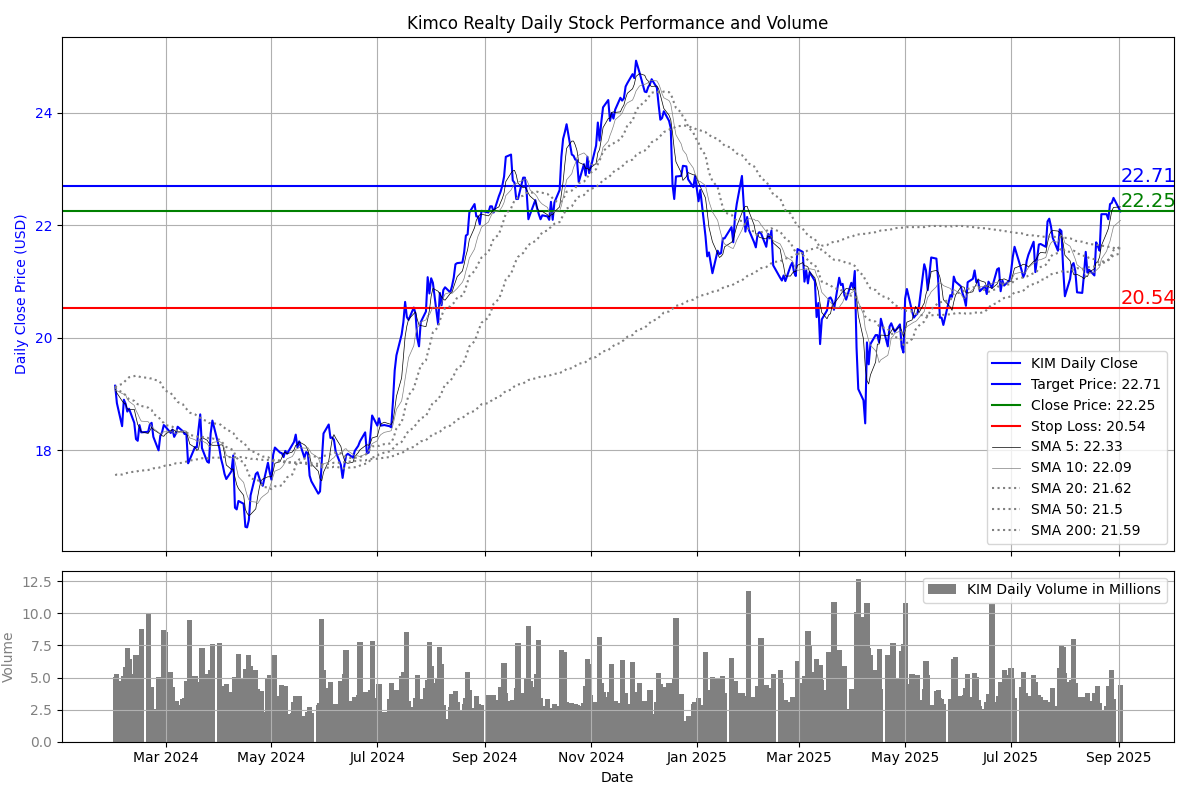 Kimco Realty Daily Stock Performance and Volume
Daily Close Price (USD)
24
22
20
18
22.71
22.25
20.54
KIM Daily Close
Target Price: 22.71
Close Price: 22.25
Stop Loss: 20.54
SMA 5: 22.33
SMA 10: 22.09
SMA 20: 21.62
SMA 50: 21.5
SMA 200: 21.59
Volume
12.5
10.0
7.5
5.0
2.5
0.0
KIM Daily Volume in Millions
Mar 2024
May 2024
Jul 2024
Sep 2024
Nov 2024
Jan 2025
Mar 2025
May 2025
Jul 2025
Sep 2025
Date